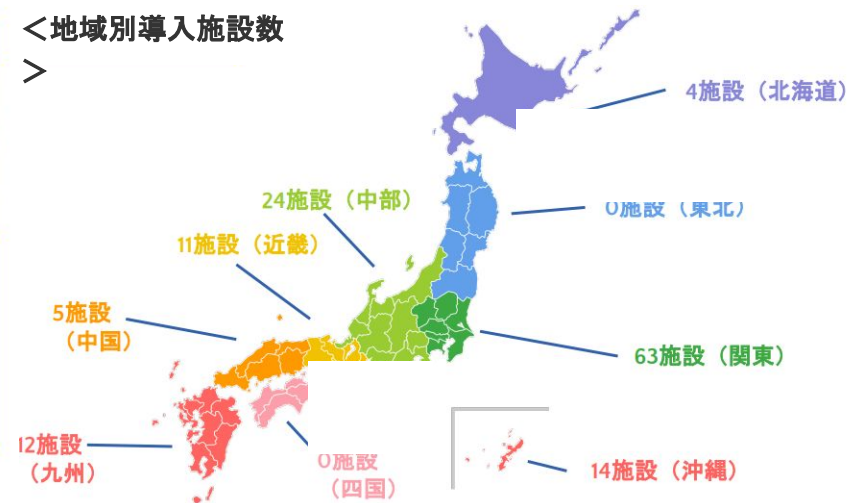 ＜地域別導入施設数
＞
4施設（北海道）
24施設（中部）
0施設（東北）
11施設（近畿）
5施設
（中国）
63施設（関東）
12施設
（九州）
0施設
（四国）
14施設（沖縄）